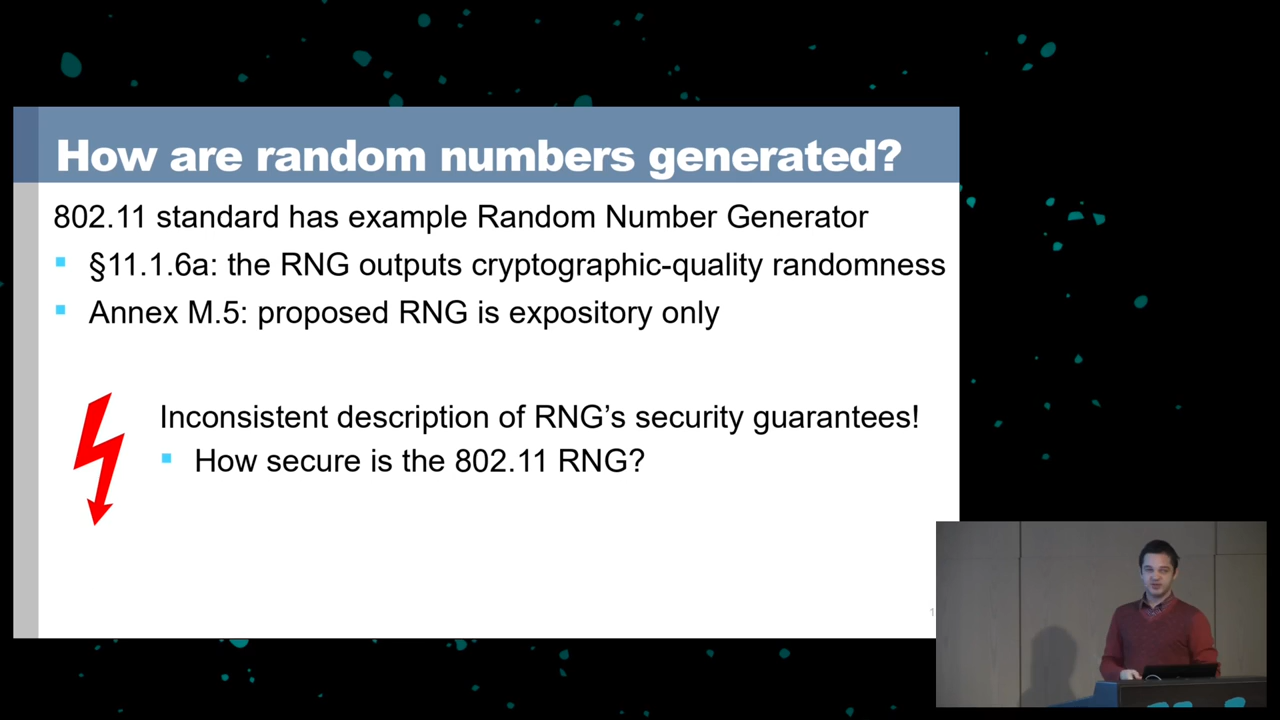 How are random numbers generated?
802.11 standard has example Random Number Generator
§11.1.6a: the RNG outputs cryptographic-quality randomness
Annex M.5: proposed RNG is expository only
Inconsistent description of RNG’s security guarantees!
How secure is the 802.11 RNG?